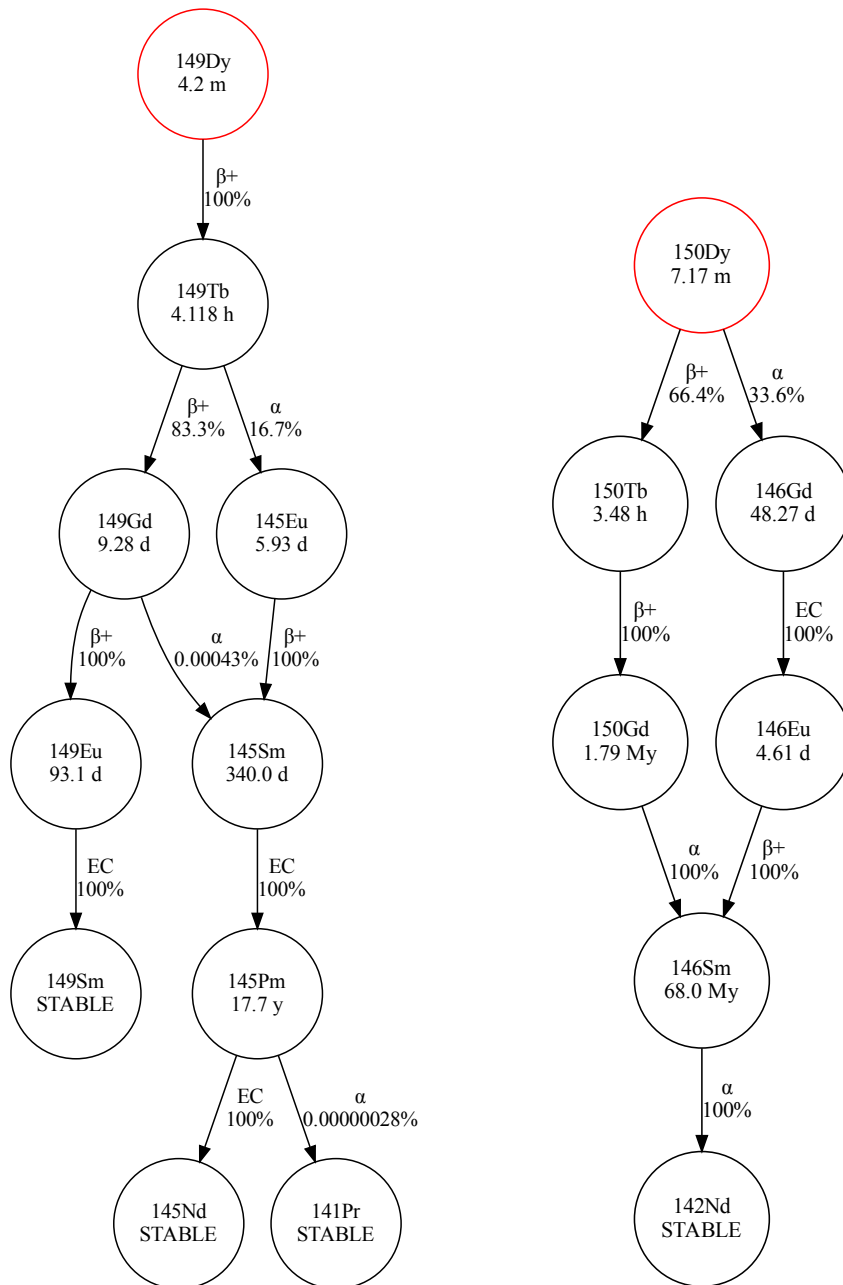 149Dy
4.2 m
β+
100%
149Tb
4.118 h
β+
83.3%
α
16.7%
149Gd
9.28 d
145Eu
5.93 d
β+
100%
α
0.00043%
β+
100%
149Eu
93.1 d
145Sm
340.0 d
EC
100%
EC
100%
149Sm
STABLE
145Pm
17.7 y
EC
100%
α
0.00000028%
145Nd
STABLE
141Pr
STABLE
150Dy
7.17 m
β+
66.4%
α
33.6%
150Tb
3.48 h
146Gd
48.27 d
β+
100%
EC
100%
150Gd
1.79 My
146Eu
4.61 d
α
100%
β+
100%
146Sm
68.0 My
α
100%
142Nd
STABLE